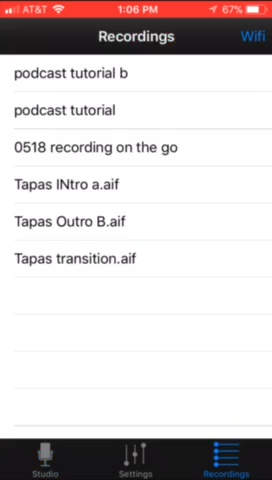 AT&T 1:06 PM 67%
Recordings Wifi
podcast tutorial b
podcast tutorial
0518 recording on the go
Tapas INtro a.aif
Tapas Outro B.aif
Tapas transition.aif
Studio Settings Recordings